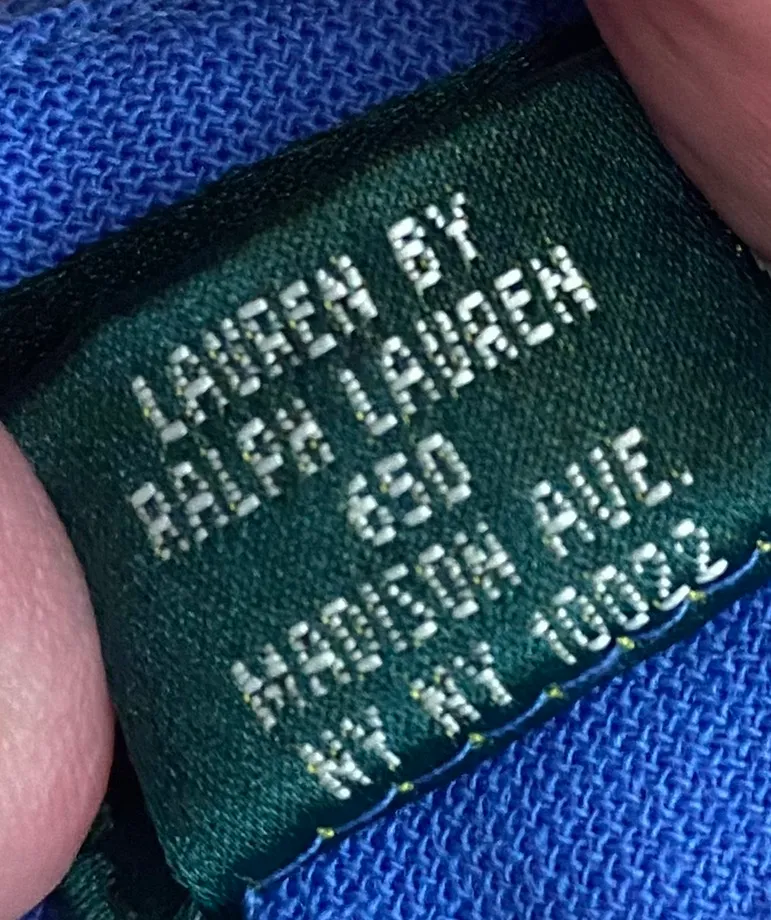 LAUREN BY
RALPH LAUREN
650
MADISON AVE.
NY NY 10022